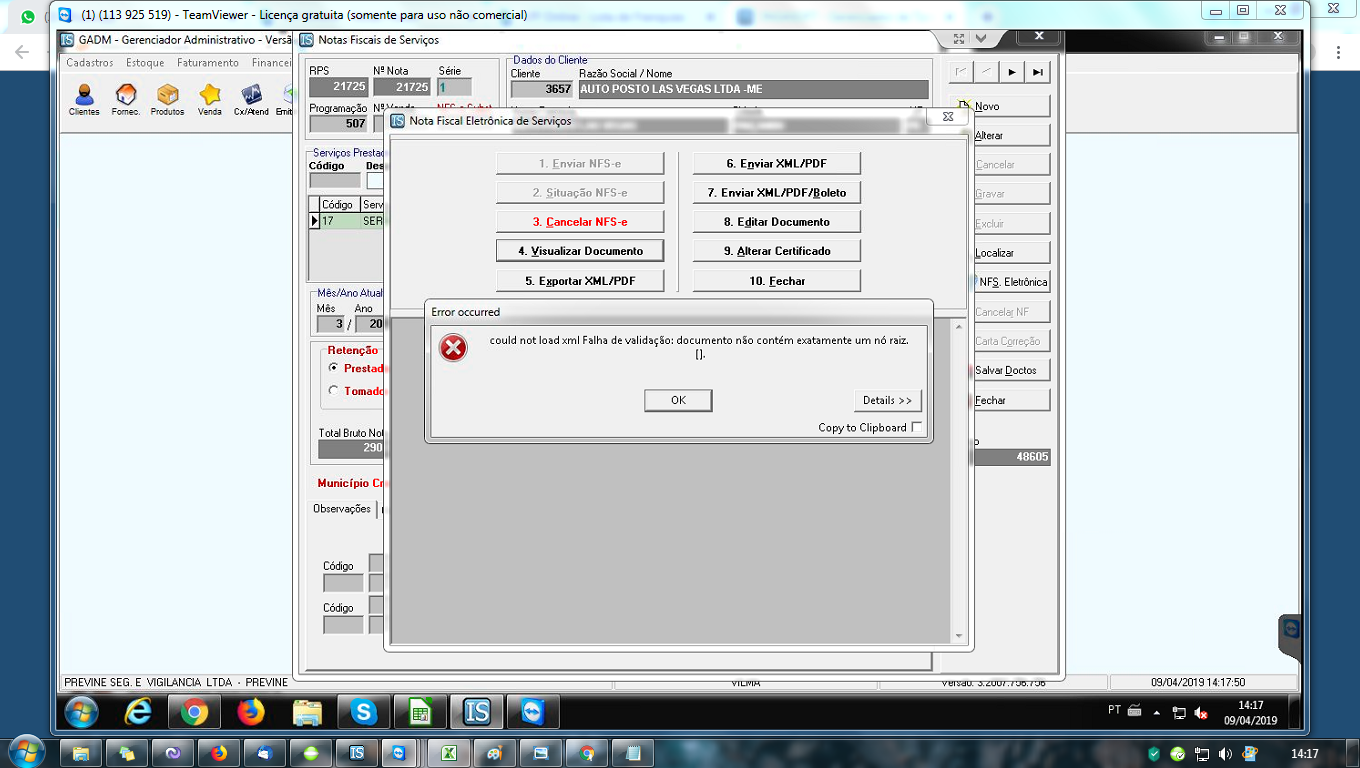 (1) (113 925 519) - TeamViewer - Licença gratuita (somente para uso não comercial)
GADM - Gerenciador Administrativo - Versã
Notas Fiscais de Serviços
Cadastros Estoque Faturamento Financei
Clientes Fornec. Produtos Venda Cx/Atend Emit
RPS Nº Nota Série
21725 21725 1
Programação
507
Dados do Cliente
Cliente Razão Social / Nome
3657 AUTO POSTO LAS VEGAS LTDA -ME
Novo
Alterar
Cancelar
Gravar
Excluir
Localizar
NFS. Eletrônica
Cancelar NF
Carta Correção
Salvar Doctos
Fechar
48605
Serviços Prestad
Código Des
Código Serv
17 SER
Mês/Ano Atual
Mês Ano
3 / 20
Retenção
Prestad
Tomado
Total Bruto Not
290
Município Cr
Observações
Código
Código
Nota Fiscal Eletrônica de Serviços
1. Enviar NFS-e
2. Situação NFS-e
3. Cancelar NFS-e
4. Visualizar Documento
5. Exportar XML/PDF
6. Enviar XML/PDF
7. Enviar XML/PDF/Boleto
8. Editar Documento
9. Alterar Certificado
10. Fechar
Error occurred
could not load xml Falha de validação: documento não contém exatamente um nó raiz.
[].
OK
Details >>
Copy to Clipboard
PREVINE SEG. E VIGILANCIA LTDA - PREVINE
VILMA
Versão: 3.2007.756.756
09/04/2019 14:17:50
PT
14:17
09/04/2019
14:17